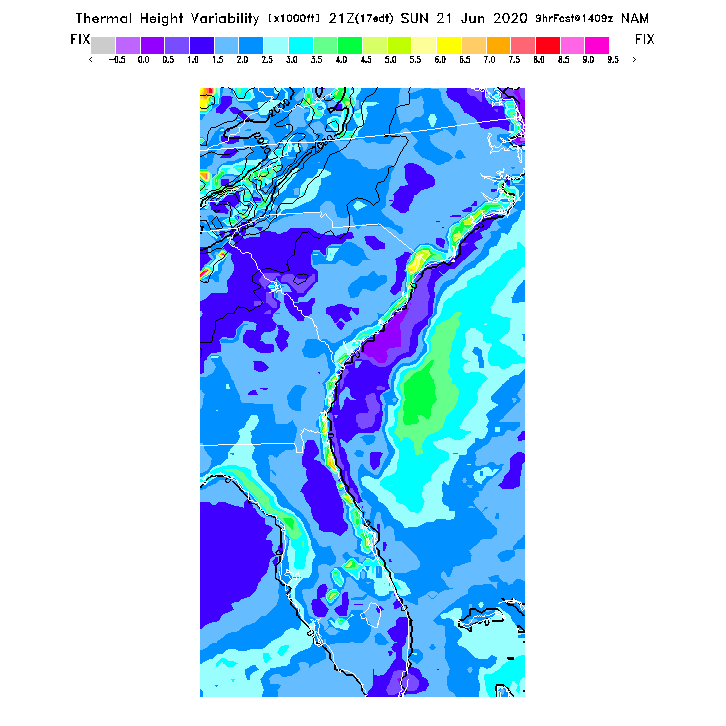 Thermal Height Variability [x1000ft] 21Z(17edt) SUN 21 Jun 2020 9hrFcst@1409z NAM
FIX FIX
< -0.5 0.0 0.5 1.0 1.5 2.0 2.5 3.0 3.5 4.0 4.5 5.0 5.5 6.0 6.5 7.0 7.5 8.0 8.5 9.0 9.5 >